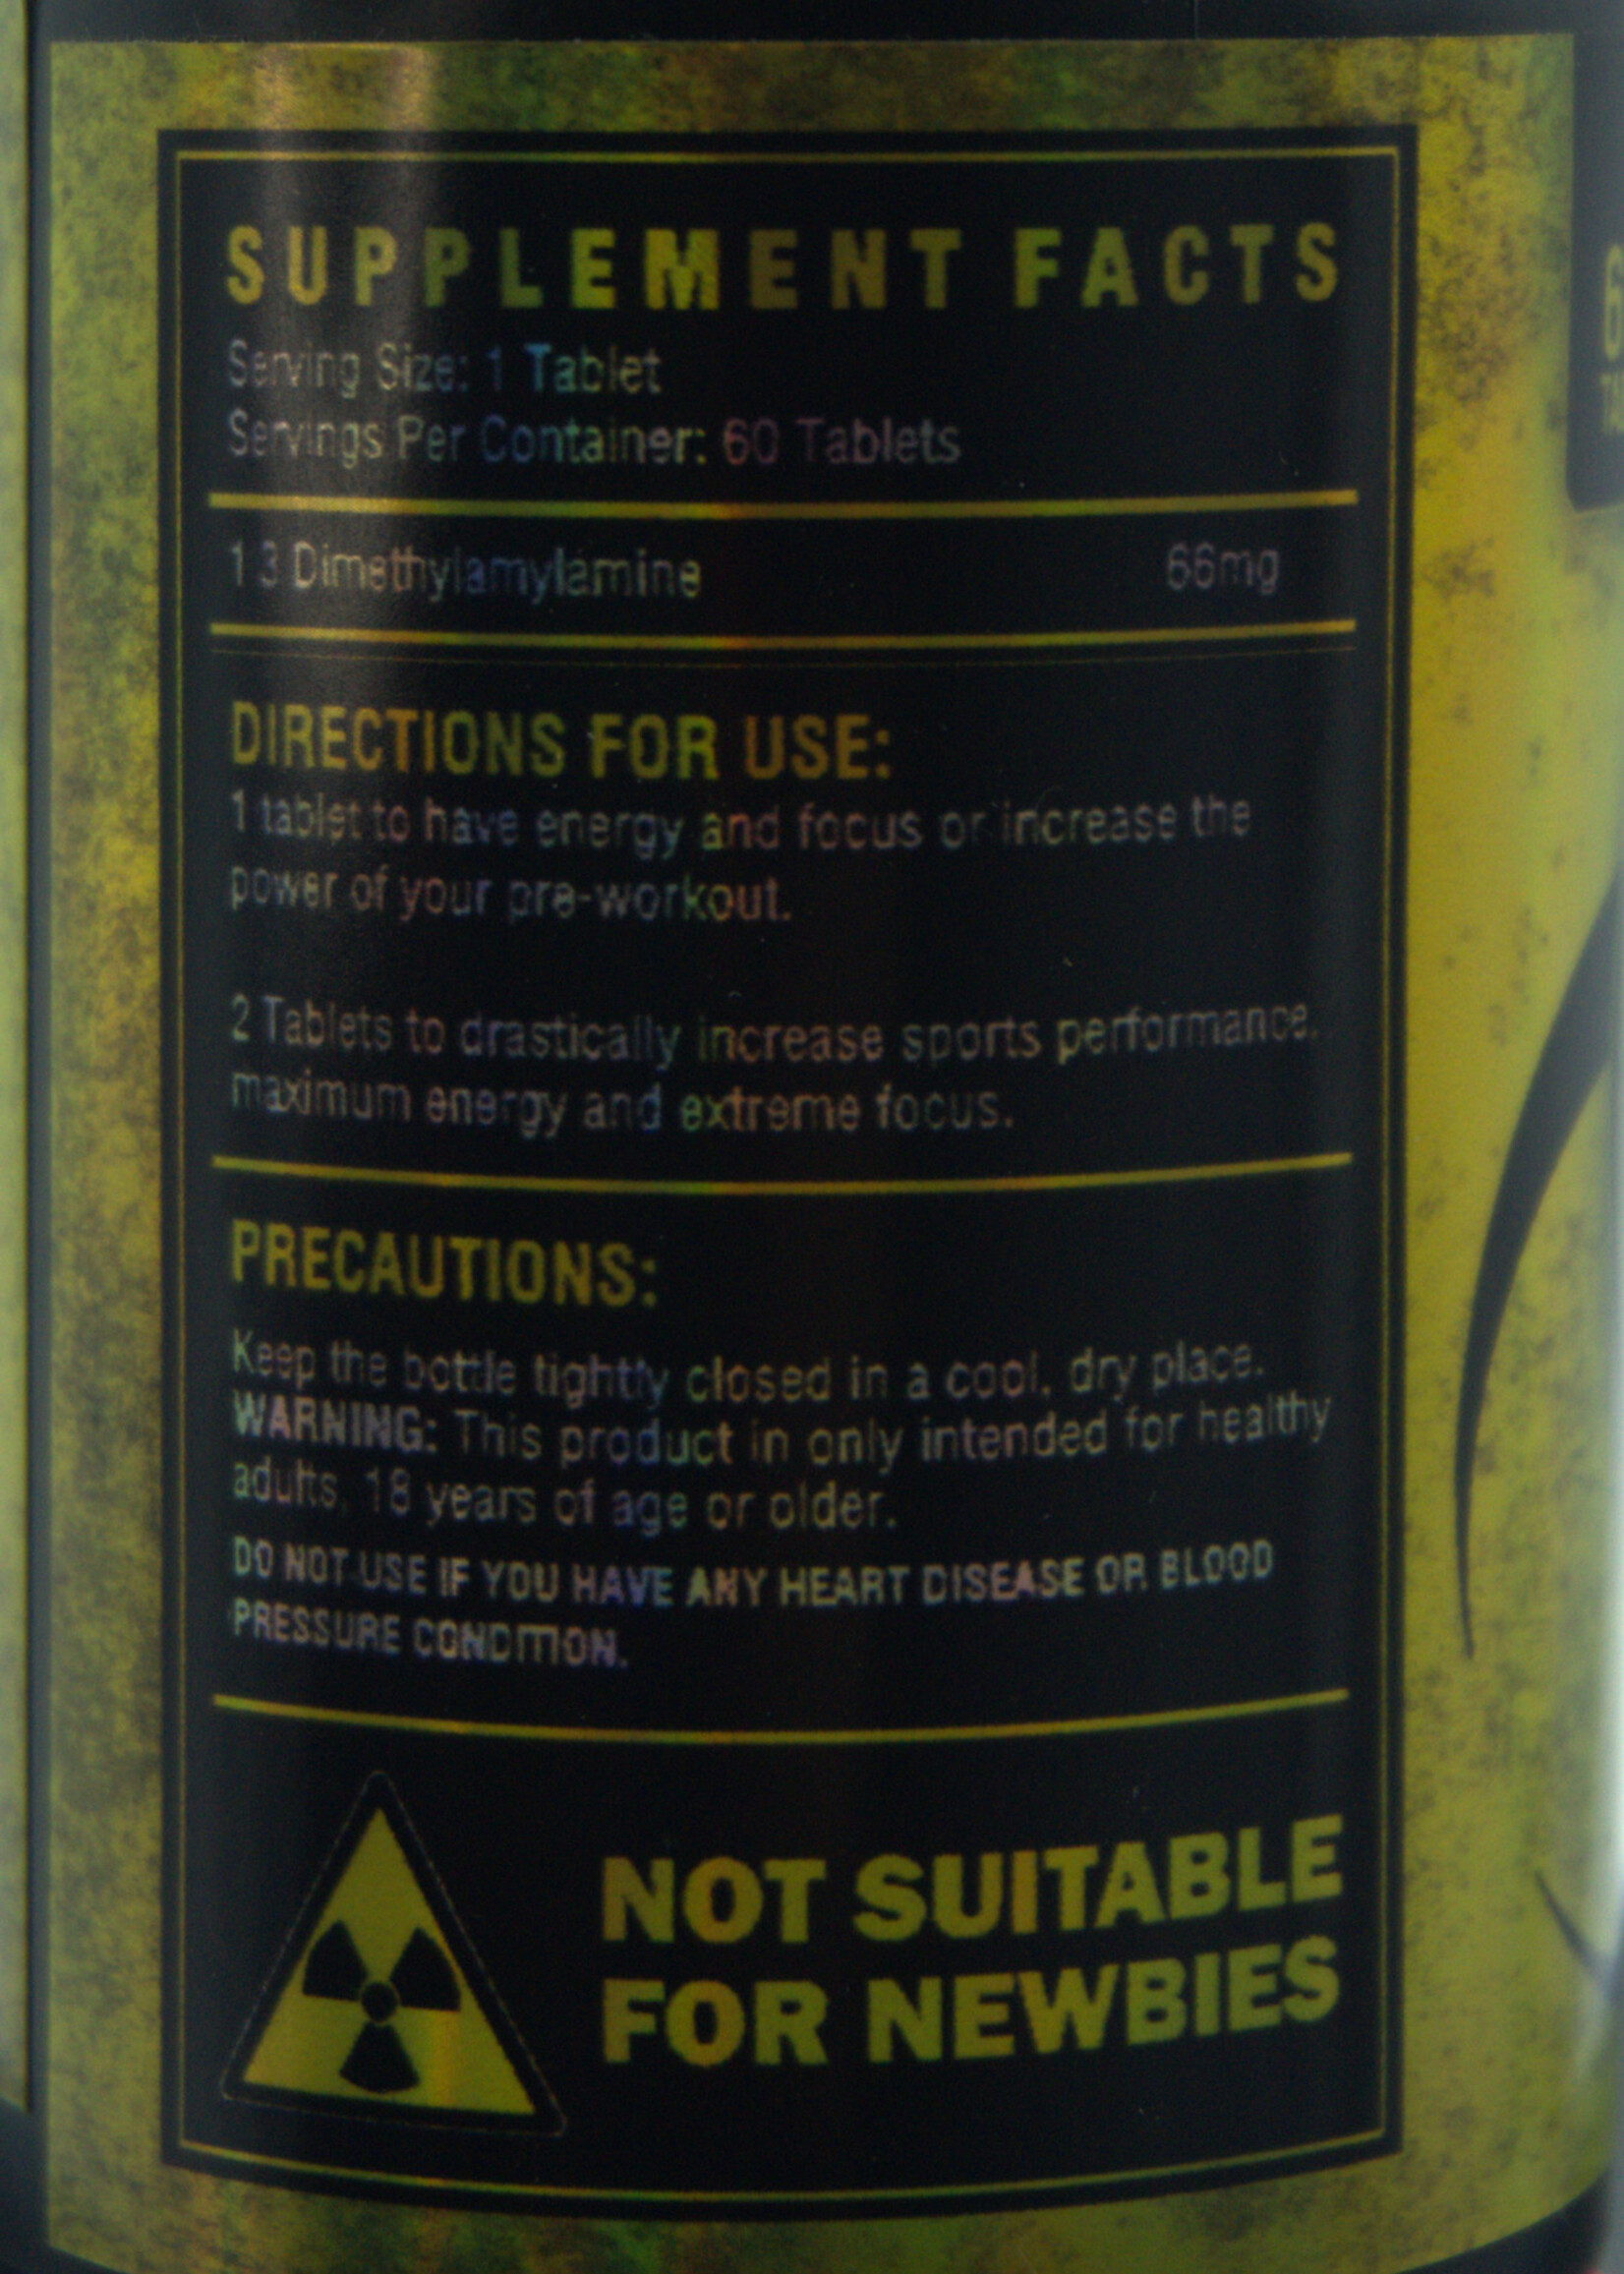 SUPPLEMENT FACTS
Serving Size: 1 Tablet
Servings Per Container: 60 Tablets
1 3 Dimethylamylamine 66mg
DIRECTIONS FOR USE:
1 tablet to have energy and focus or increase the
power of your pre-workout.
2 Tablets to drastically increase sports performance,
maximum energy and extreme focus.
PRECAUTIONS:
Keep the bottle tightly closed in a cool, dry place.
WARNING: This product in only intended for healthy
adults, 18 years of age or older.
DO NOT USE IF YOU HAVE ANY HEART DISEASE OR BLOOD
PRESSURE CONDITION.
NOT SUITABLE
FOR NEWBIES